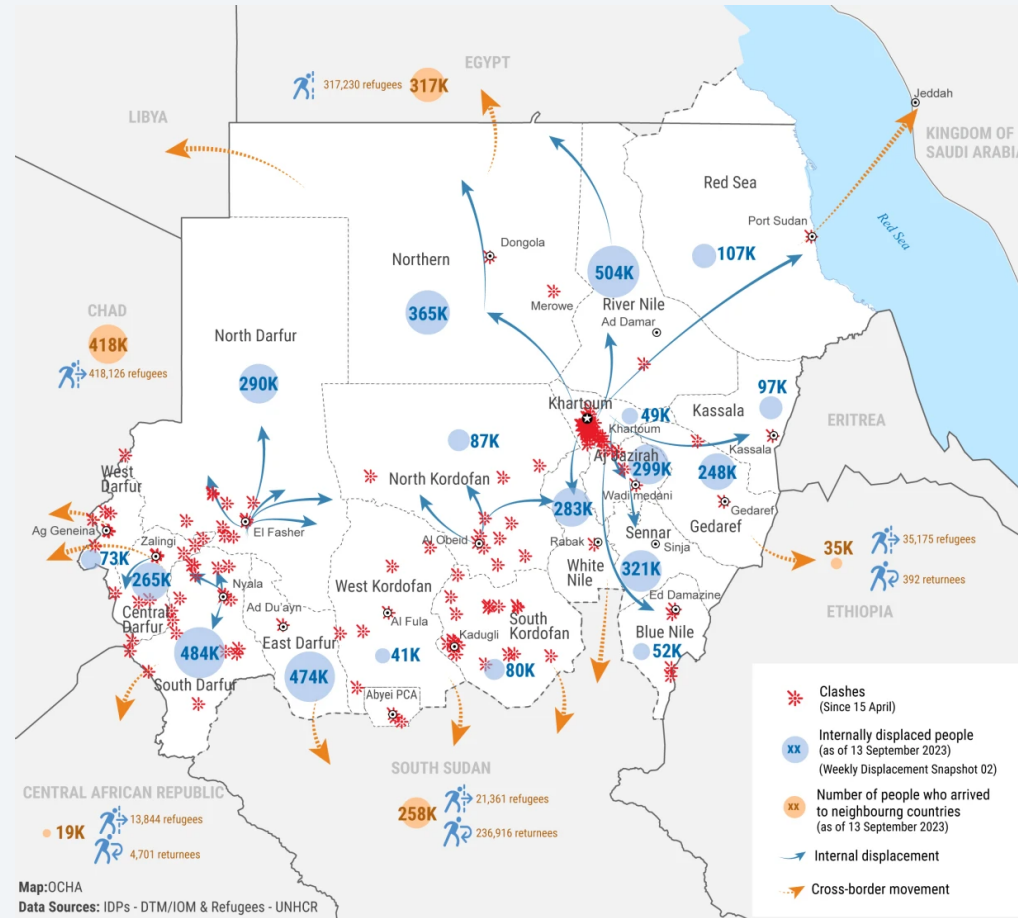 EGYPT
317,230 refugees
317K
LIBYA
Jeddah
KINGDOM OF
SAUDI ARABIA
Red Sea
Port Sudan
Red Sea
107K
Dongola
Northern
504K
Merowe
River Nile
Ad Damar
365K
CHAD
418K
418,126 refugees
North Darfur
290K
97K
Khartoum
49K
Kassala
Khartoum
Kassala
ERITREA
87K
Al Jazirah
299K
248K
West
Darfur
North Kordofan
Wadi medani
283K
Gedaref
Gedaref
Ag Geneina
El Fasher
Al Obeid
Rabak
Sennar
Sinja
Zalingi
73K
265K
White
Nile
321K
35K
35,175 refugees
392 returnees
ETHIOPIA
Nyala
West Kordofan
Ed Damazine
Central
Darfur
Ad Du'ayn
Al Fula
South
Kordofan
Kadugli
Blue Nile
52K
484K
East Darfur
474K
41K
80K
South Darfur
Abyei PCA
SOUTH SUDAN
258K
21,361 refugees
236,916 returnees
CENTRAL AFRICAN REPUBLIC
19K
13,844 refugees
4,701 returnees
Clashes
(Since 15 April)
xx
Internally displaced people
(as of 13 September 2023)
(Weekly Displacement Snapshot 02)
xx
Number of people who arrived
to neighbourng countries
(as of 13 September 2023)
Internal displacement
Cross-border movement
Map:OCHA
Data Sources: IDPs - DTM/IOM & Refugees - UNHCR